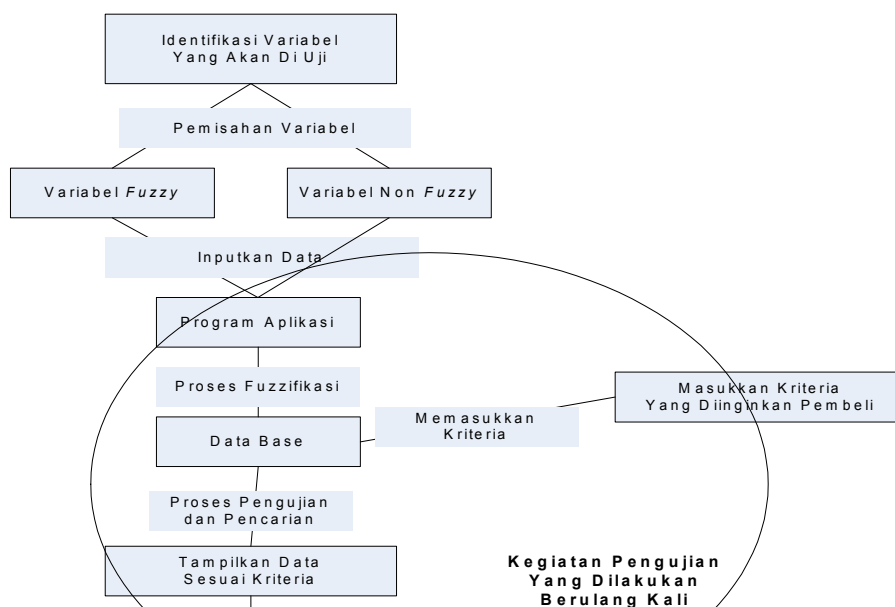 Identifikasi Variabel
Yang Akan Di Uji
Pemisahan Variabel
Variabel Fuzzy
Variabel Non Fuzzy
Inputkan Data
Program Aplikasi
Proses Fuzzifikasi
Masukkan Kriteria
Yang Diinginkan Pembeli
Memasukkan
Kriteria
Data Base
Proses Pengujian
dan Pencarian
Tampilkan Data
Sesuai Kriteria
Kegiatan Pengujian
Yang Dilakukan
Berulang Kali